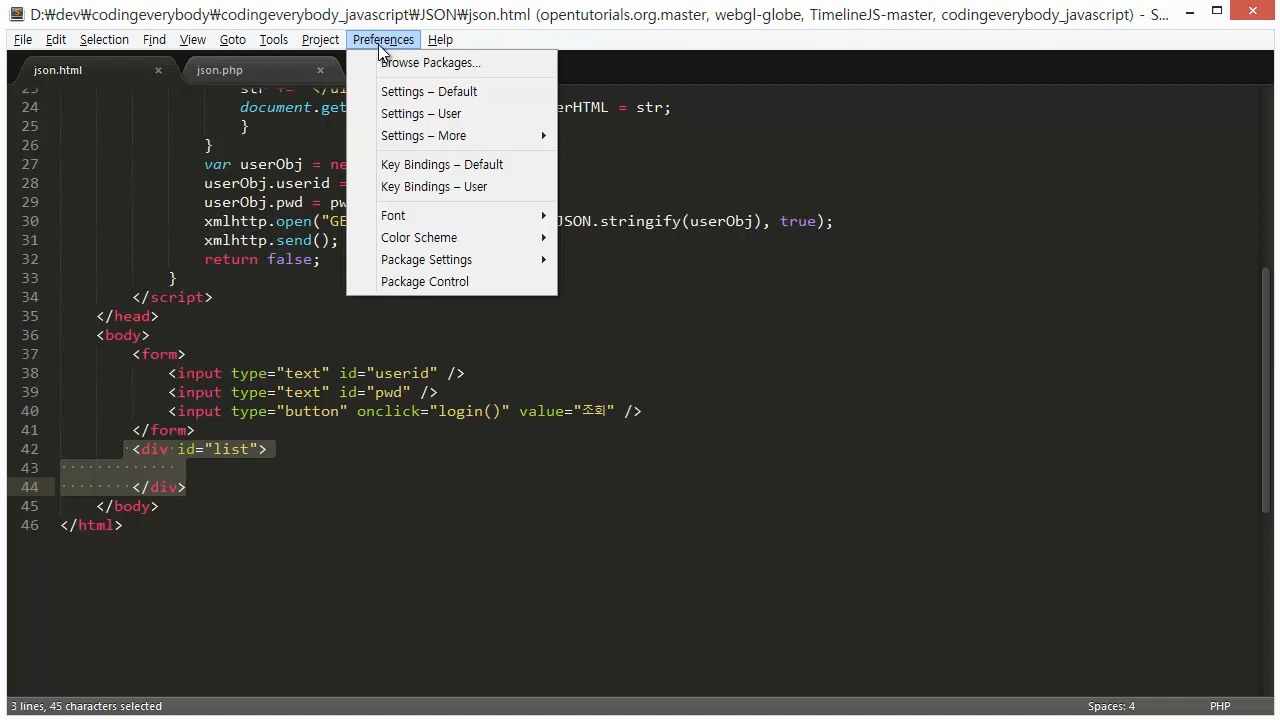 D:₩dev₩codingeverybody₩codingeverybody_javascript₩JSON₩json.html (opentutorials.org.master, webgl-globe, TimelineJS-master, codingeverybody_javascript) - S...
File Edit Selection Find View Goto Tools Project Preferences Help
json.html × json.php ×
Browse Packages...
Settings – Default
Settings – User
Settings – More
Key Bindings – Default
Key Bindings – User
Font
Color Scheme
Package Settings
Package Control
24 document.get erHTML = str;
25 }
26 }
27 var userObj = ne
28 userObj.userid =
29 userObj.pwd = pw
30 xmlhttp.open("GE JSON.stringify(userObj), true);
31 xmlhttp.send();
32 return false;
33 }
34 </script>
35 </head>
36 <body>
37 <form>
38 <input type="text" id="userid" />
39 <input type="text" id="pwd" />
40 <input type="button" onclick="login()" value="조회" />
41 </form>
42 <div id="list">
43
44 </div>
45 </body>
46 </html>
3 lines, 45 characters selected Spaces: 4 PHP